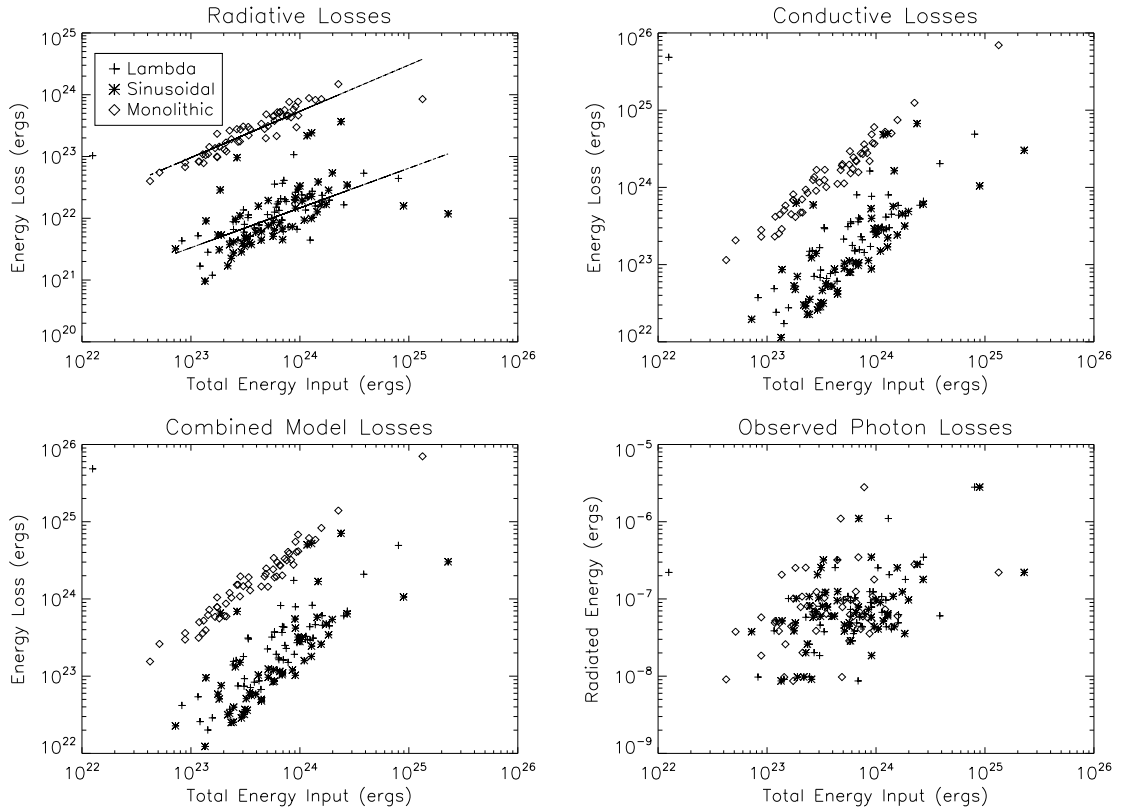 Radiative Losses
10^25
10^24
10^23
10^22
10^21
10^20
Energy Loss (ergs)
+ Lambda
✳ Sinusoidal
◇ Monolithic
10^22 10^23 10^24 10^25 10^26
Total Energy Input (ergs)
Conductive Losses
10^26
10^25
10^24
10^23
10^22
Energy Loss (ergs)
10^22 10^23 10^24 10^25 10^26
Total Energy Input (ergs)
Combined Model Losses
10^26
10^25
10^24
10^23
10^22
Energy Loss (ergs)
10^22 10^23 10^24 10^25 10^26
Total Energy Input (ergs)
Observed Photon Losses
10^-5
10^-6
10^-7
10^-8
10^-9
Radiated Energy (ergs)
10^22 10^23 10^24 10^25 10^26
Total Energy Input (ergs)